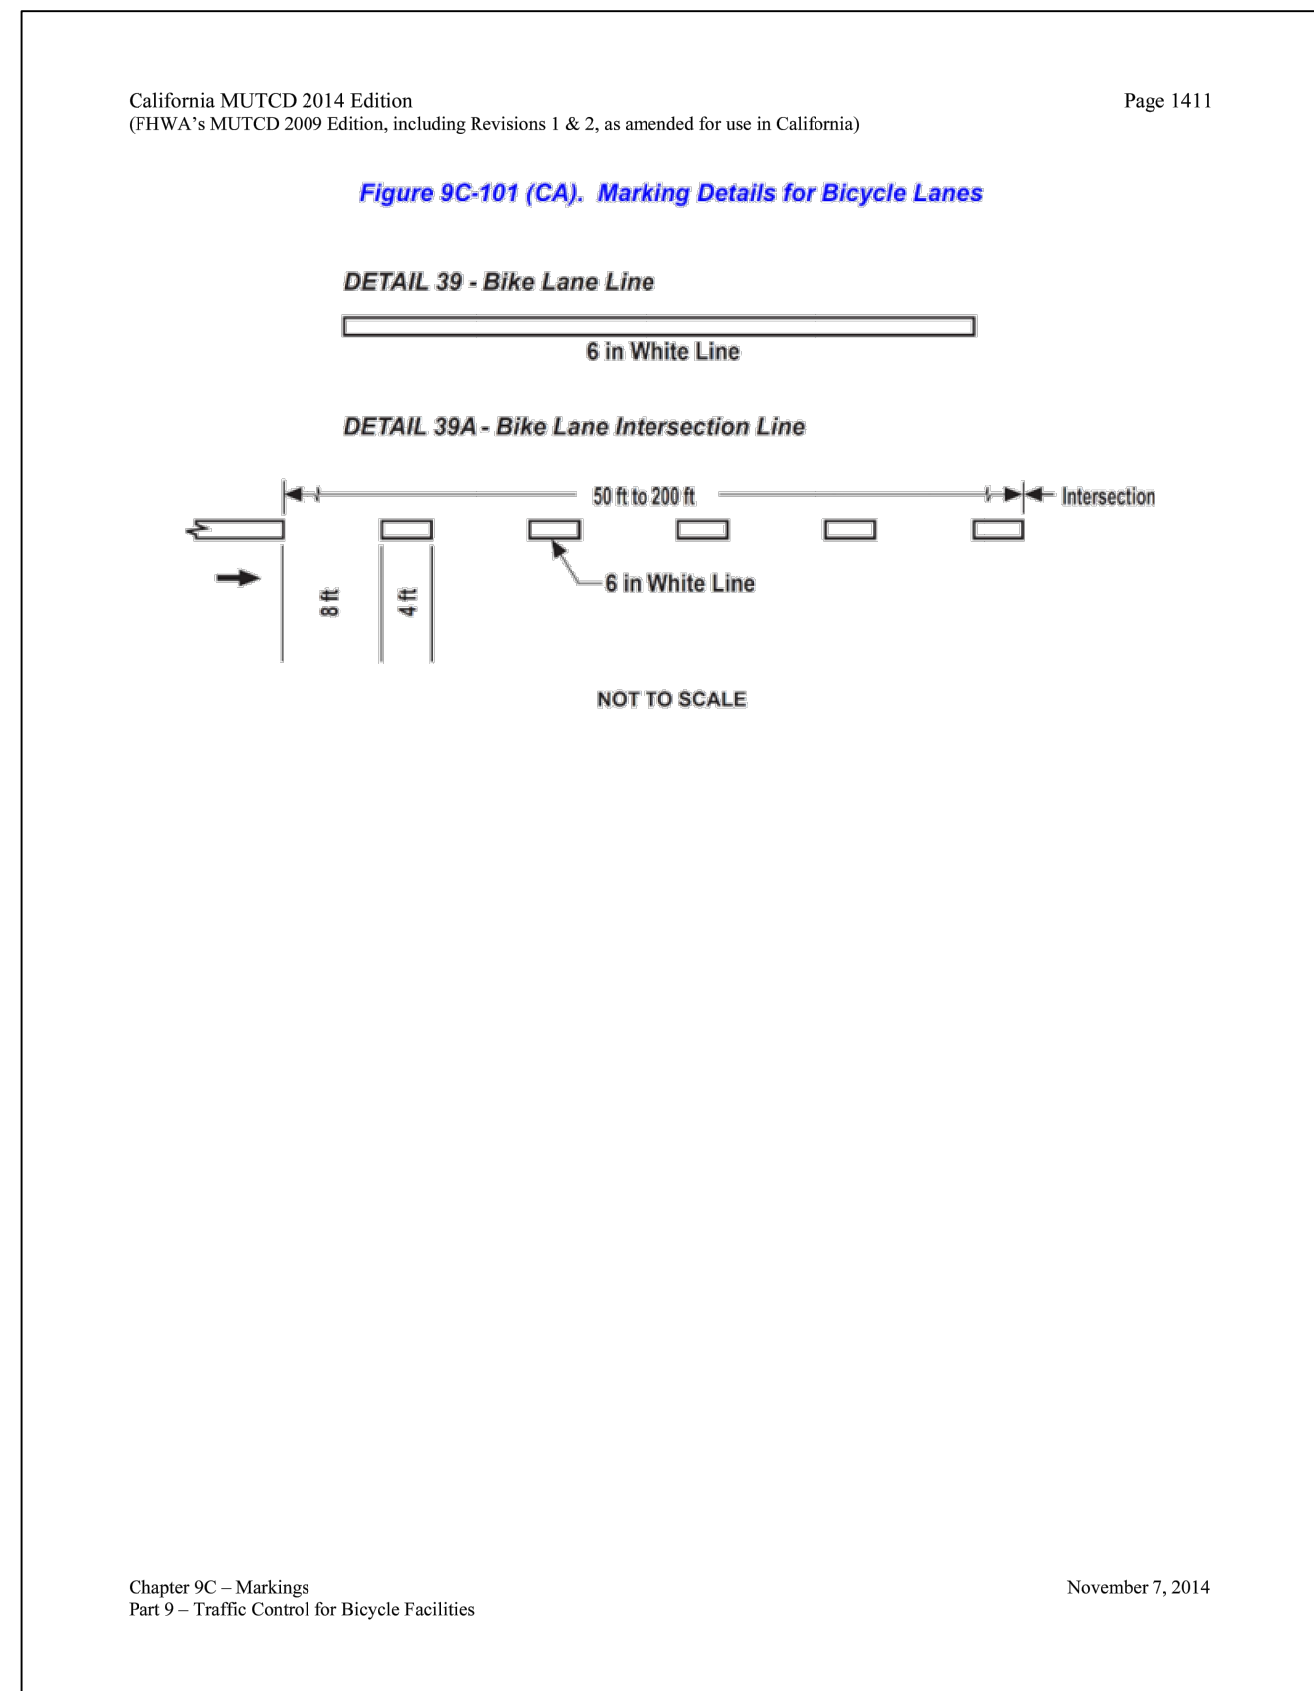 California MUTCD 2014 Edition
Page 1411
(FHWA's MUTCD 2009 Edition, including Revisions 1 & 2, as amended for use in California)
Figure 9C-101 (CA). Marking Details for Bicycle Lanes
DETAIL 39 - Bike Lane Line
6 in White Line
DETAIL 39A - Bike Lane Intersection Line
50 ft to 200 ft
Intersection
6 in White Line
8 ft
4 ft
NOT TO SCALE
Chapter 9C – Markings
November 7, 2014
Part 9 – Traffic Control for Bicycle Facilities